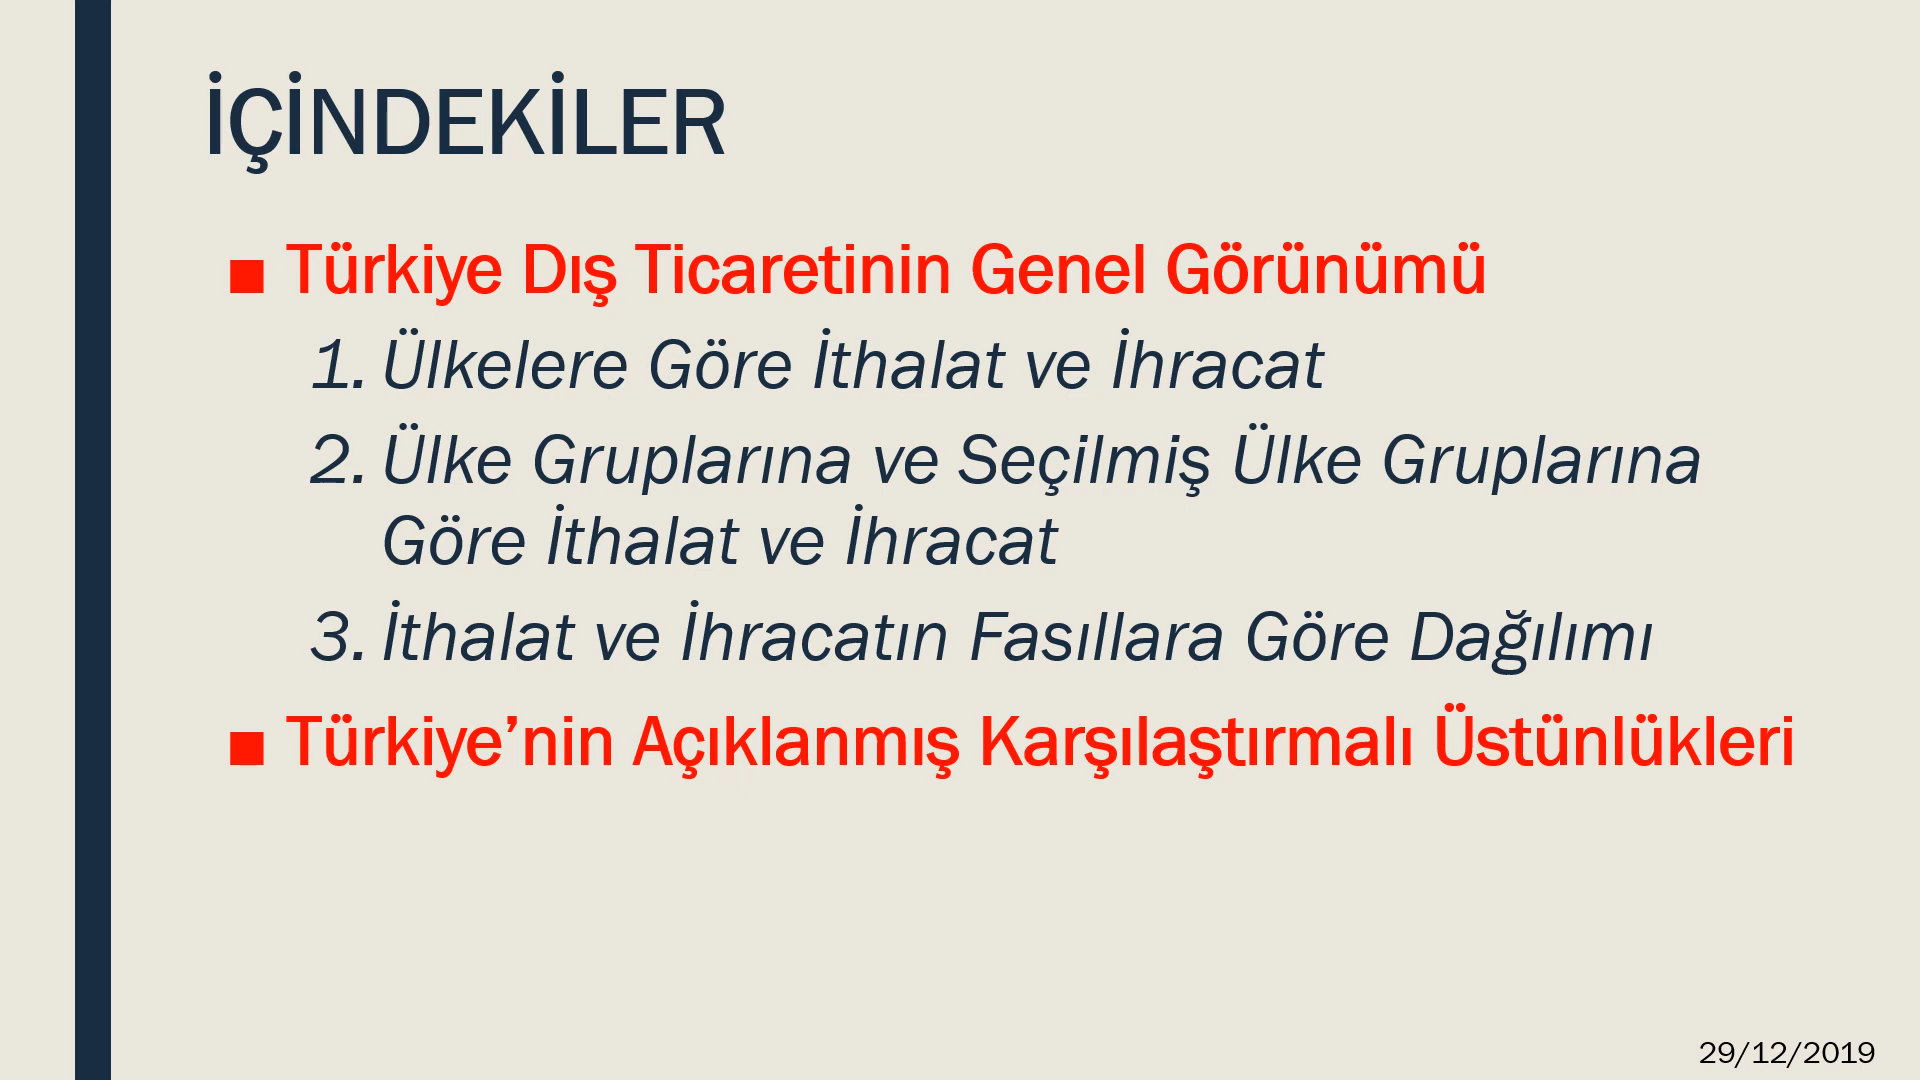 İÇİNDEKİLER
■ Türkiye Dış Ticaretinin Genel Görünümü
1. Ülkelere Göre İthalat ve İhracat
2. Ülke Gruplarına ve Seçilmiş Ülke Gruplarına
Göre İthalat ve İhracat
3. İthalat ve İhracatın Fasıllara Göre Dağılımı
■ Türkiye’nin Açıklanmış Karşılaştırmalı Üstünlükleri
29/12/2019